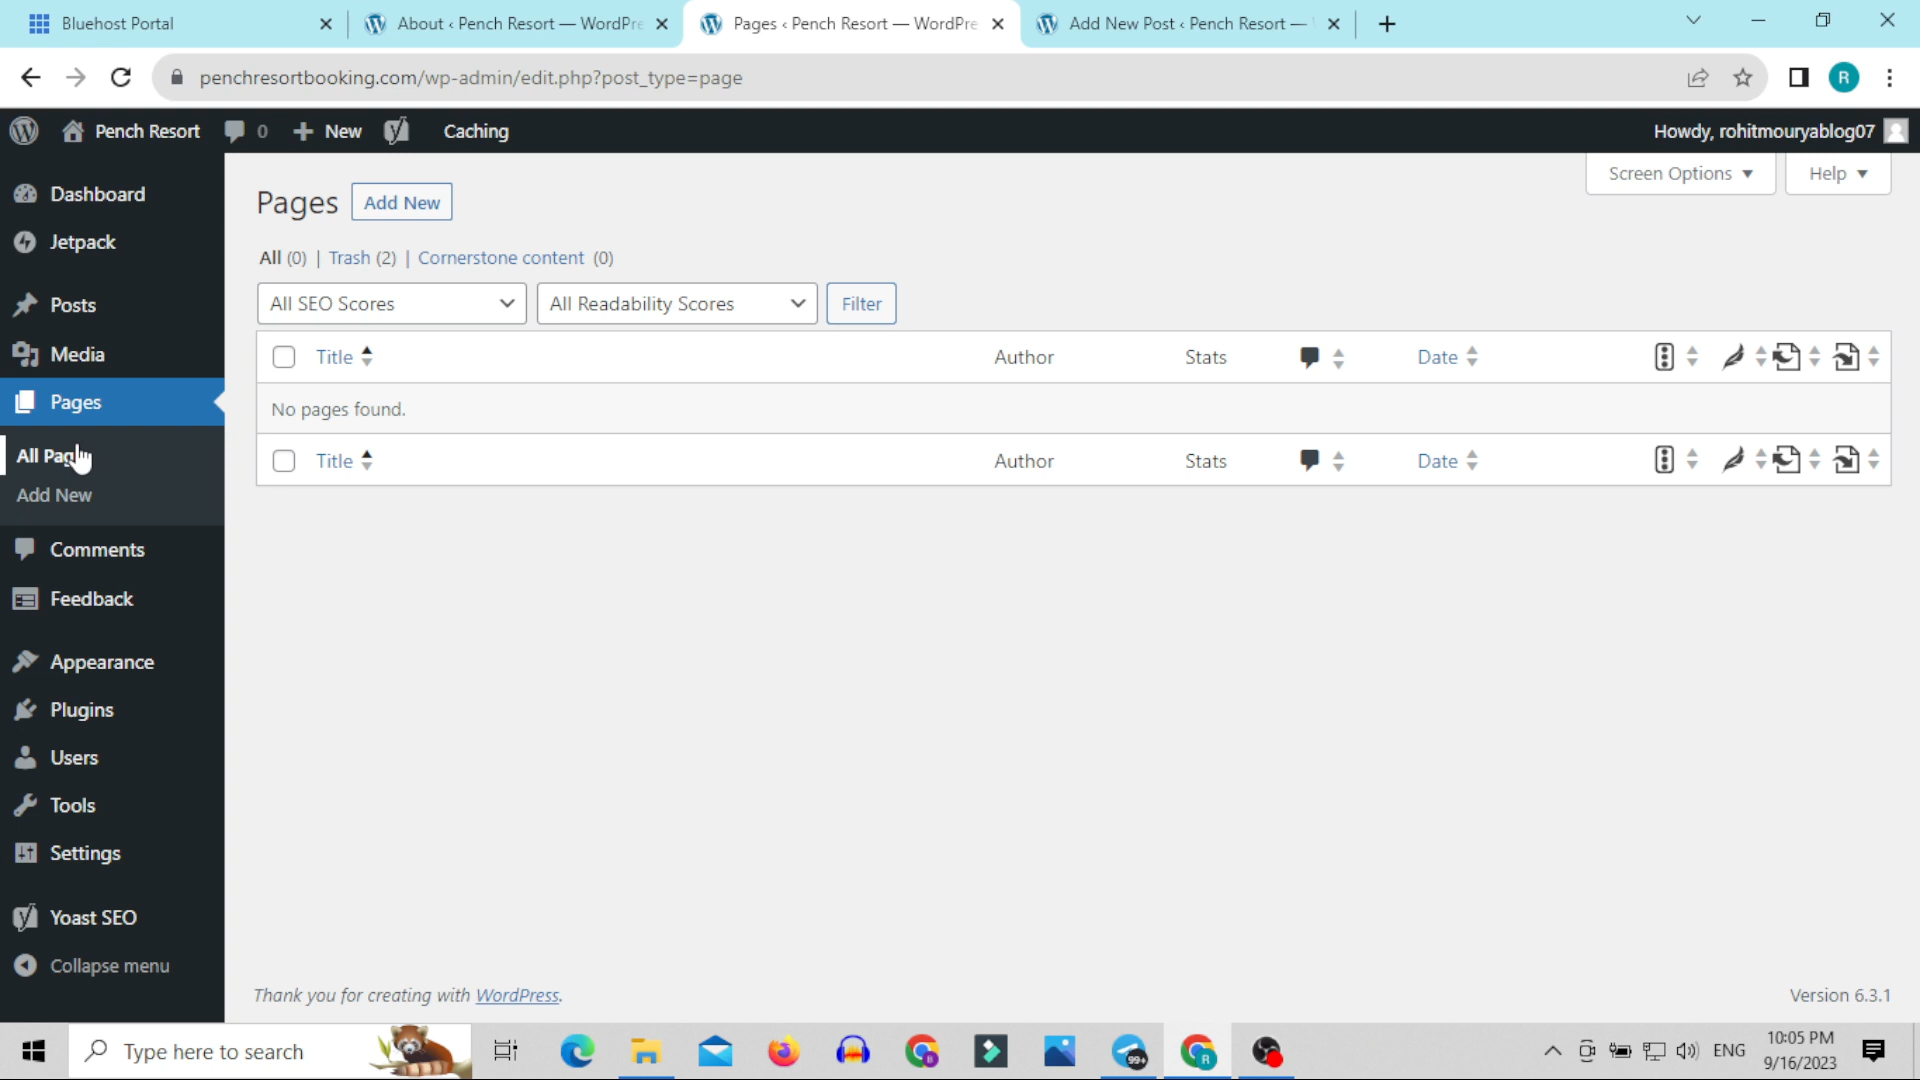 Bluehost Portal
About ‹ Pench Resort — WordPre
Pages ‹ Pench Resort — WordPre
Add New Post ‹ Pench Resort —
penchresortbooking.com/wp-admin/edit.php?post_type=page
R
Pench Resort
0
New
Caching
Howdy, rohitmouryablog07
Dashboard
Jetpack
Posts
Media
Pages
All Pag
Add New
Comments
Feedback
Appearance
Plugins
Users
Tools
Settings
Yoast SEO
Collapse menu
Screen Options
Help
Pages
Add New
All (0) | Trash (2) | Cornerstone content (0)
All SEO Scores
All Readability Scores
Filter
Title Author Stats Date
No pages found.
Title Author Stats Date
Thank you for creating with WordPress.
Version 6.3.1
Type here to search
99+
R
ENG
10:05 PM
9/16/2023